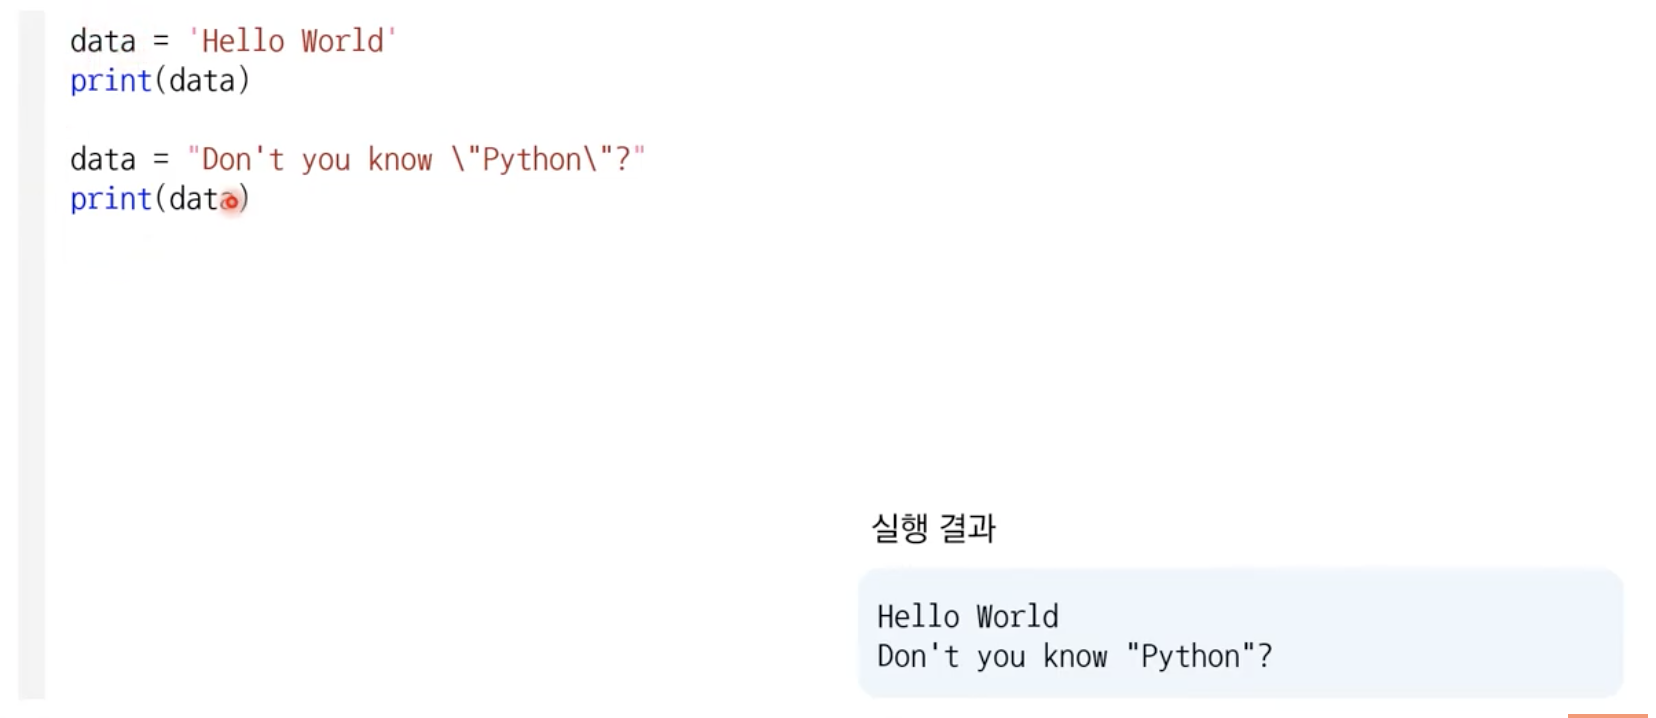 data = 'Hello World'
print(data)
data = "Don't you know \"Python\"?"
print(data)
실행 결과
Hello World
Don't you know "Python"?